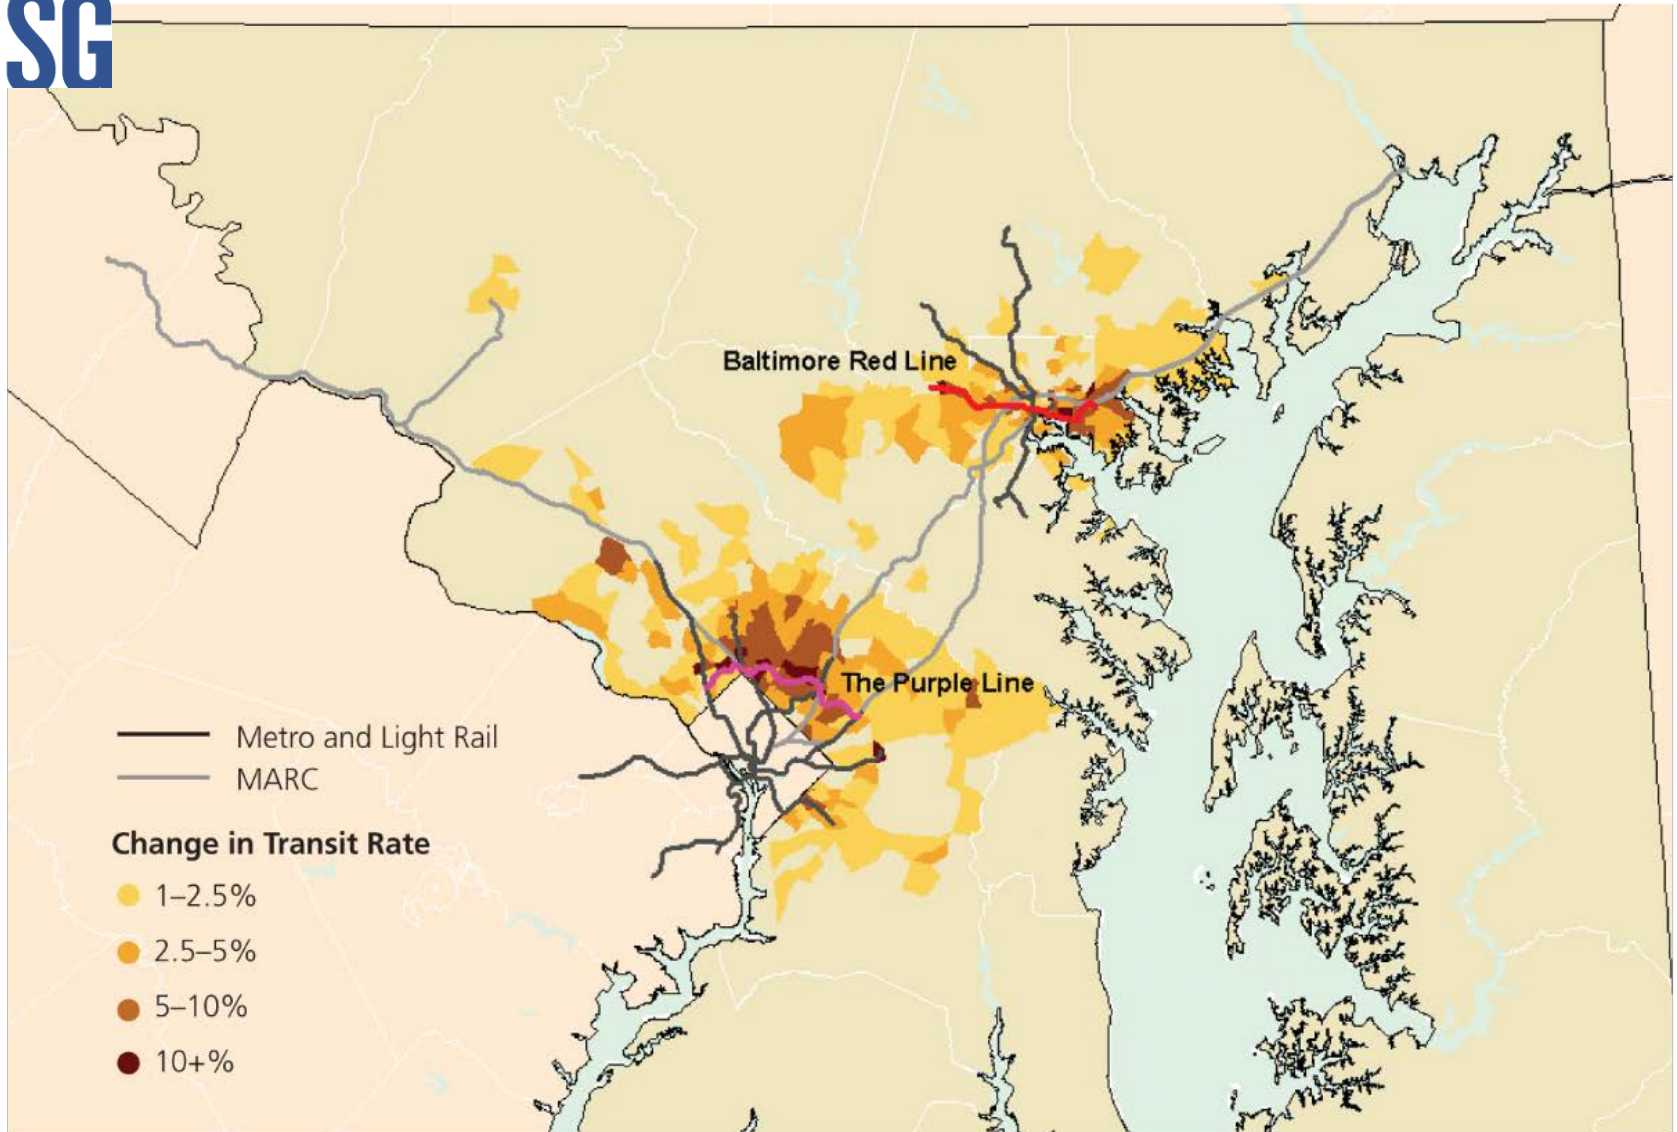 SG
Baltimore Red Line
The Purple Line
Metro and Light Rail
MARC
Change in Transit Rate
1–2.5%
2.5–5%
5–10%
10+%